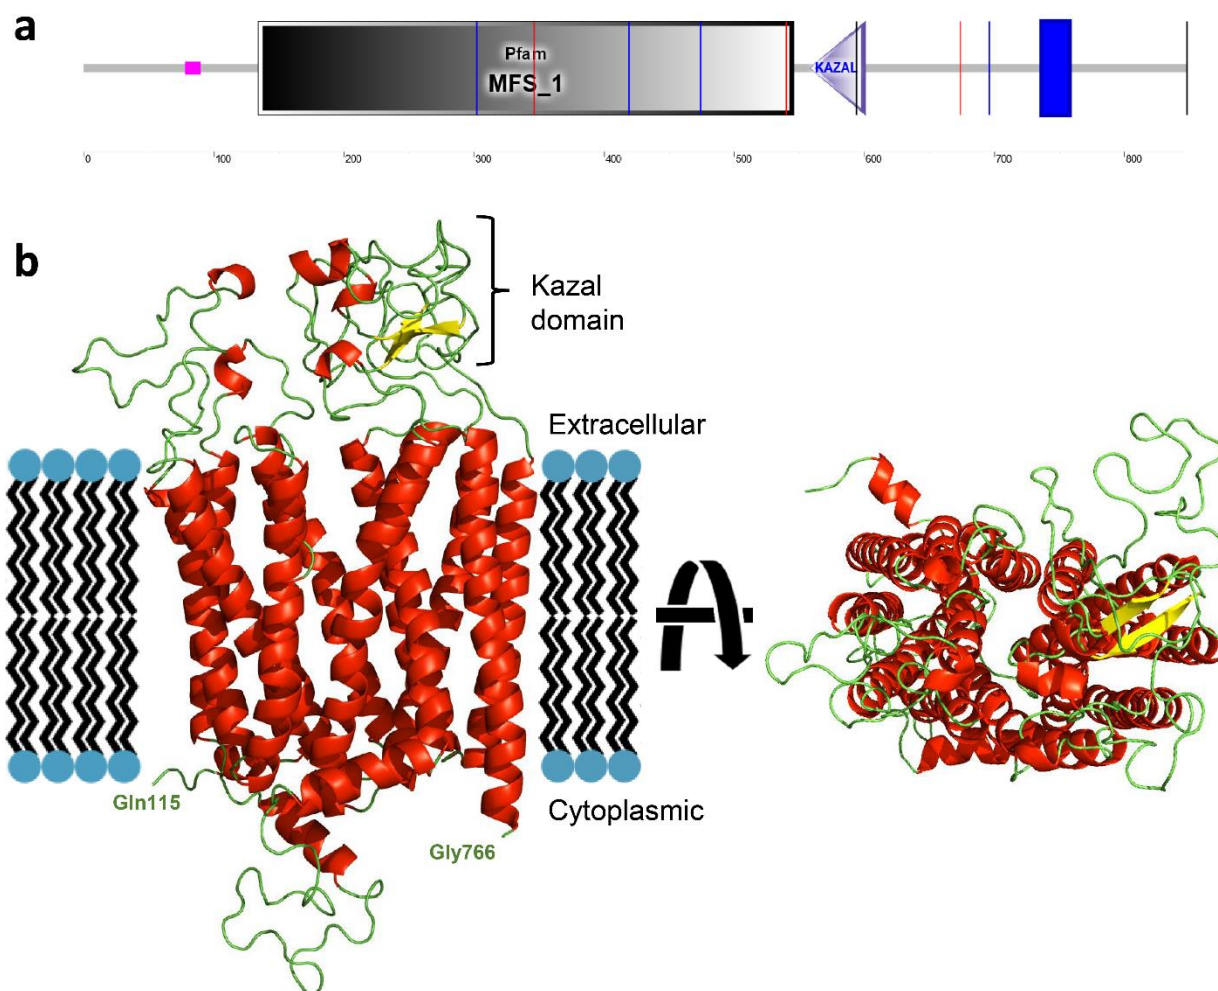 a
Pfam
MFS_1
KAZAL
0 100 200 300 400 500 600 700 800
b
Kazal
domain
Extracellular
Gln115
Cytoplasmic
Gly766